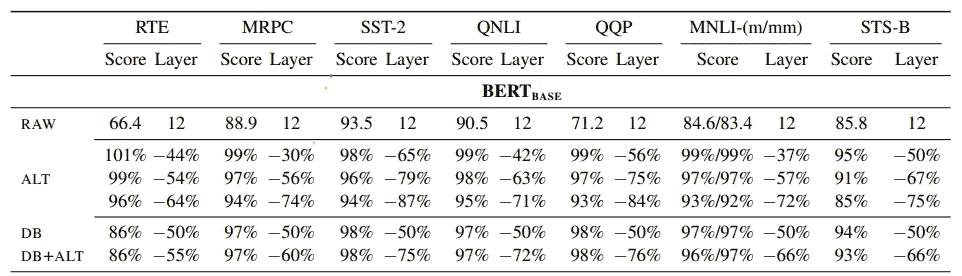 RTE MRPC SST-2 QNLI QQP MNLI-(m/mm) STS-B
Score Layer Score Layer Score Layer Score Layer Score Layer Score Layer Score Layer
BERT_BASE
RAW 66.4 12 88.9 12 93.5 12 90.5 12 71.2 12 84.6/83.4 12 85.8 12
101% −44% 99% −30% 98% −65% 99% −42% 99% −56% 99%/99% −37% 95% −50%
ALT 99% −54% 97% −56% 96% −79% 98% −63% 97% −75% 97%/97% −57% 91% −67%
96% −64% 94% −74% 94% −87% 95% −71% 93% −84% 93%/92% −72% 85% −75%
DB 86% −50% 97% −50% 98% −50% 97% −50% 98% −50% 97%/97% −50% 94% −50%
DB+ALT 86% −55% 97% −60% 98% −75% 97% −72% 98% −76% 96%/97% −66% 93% −66%